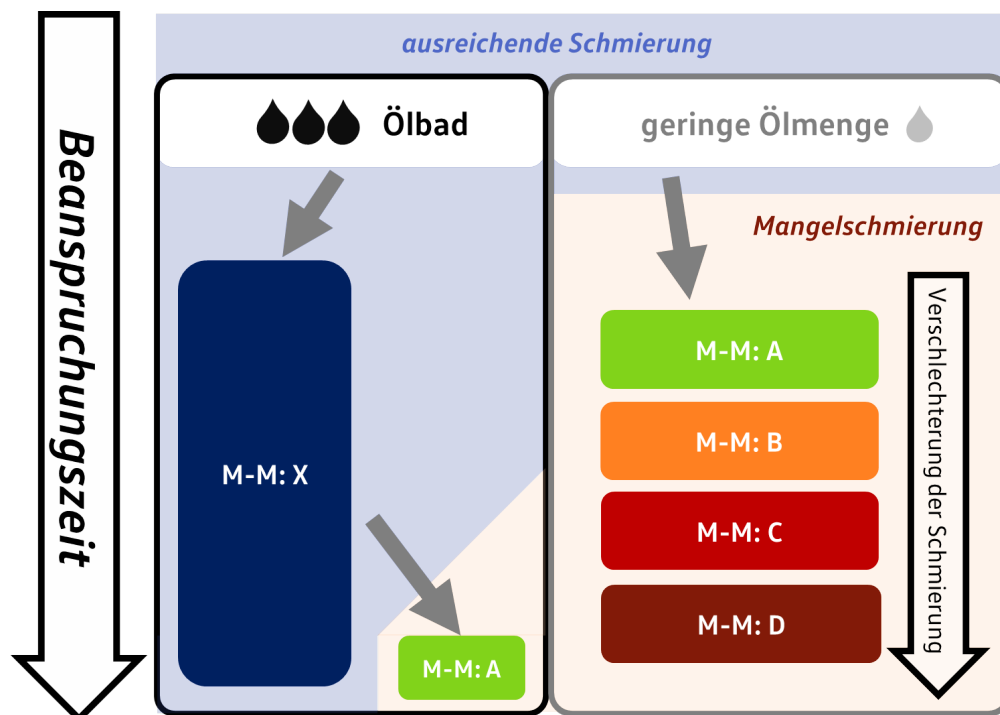 ausreichende Schmierung
Ölbad
geringe Ölmenge
Beanspruchungszeit
Mangelschmierung
M-M: X
M-M: A
M-M: A
M-M: B
M-M: C
M-M: D
Verschlechterung der Schmierung